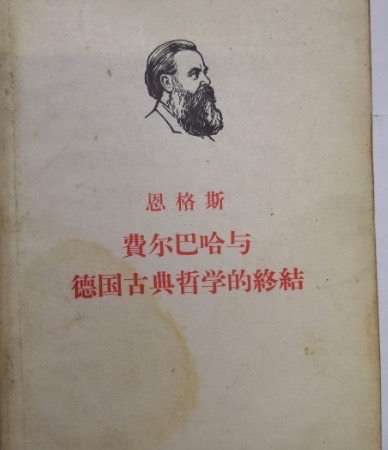 恩格斯
費尔巴哈与
德国古典哲学的終結